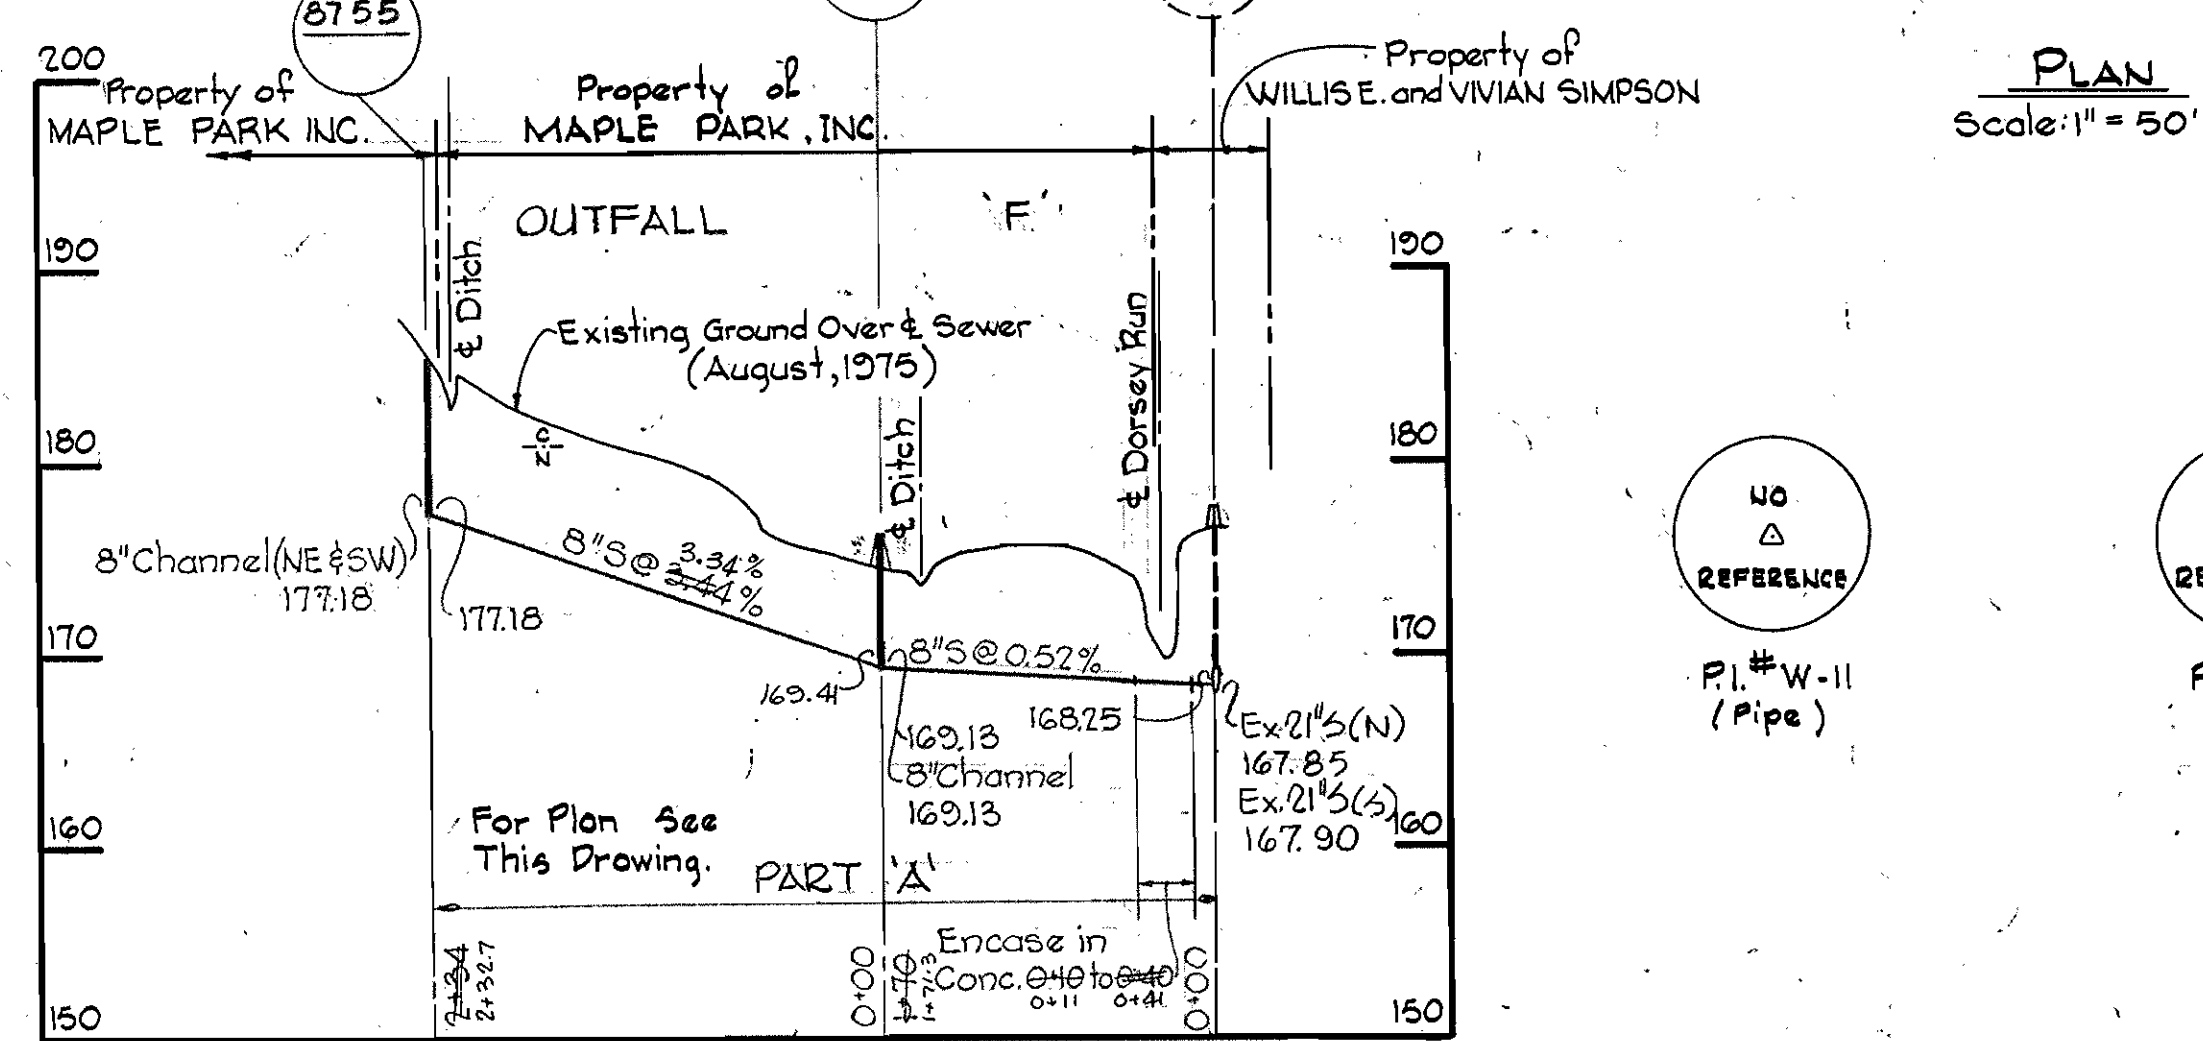 8755
200
Property of
MAPLE PARK INC.
Property of
MAPLE PARK, INC.
Property of
WILLIS E. and VIVIAN SIMPSON
PLAN
Scale: 1" = 50'
OUTFALL 'F'
190
190
℄ Ditch
Existing Ground Over ℄ Sewer
(August, 1975)
℄ Dorsey Run
180
180
C
N
℄ Ditch
NO
REFERENCE
8" Channel (NE & SW)
177.18
177.18
8"S @ 3.34%
3.44%
170
170
8"S @ 0.52%
P.I. # W-11
(Pipe)
169.41
168.25
169.13
8" Channel
169.13
Ex. 21"S (N)
167.85
Ex. 21"S (S)
167.90
160
160
For Plan See
This Drawing.
PART 'A'
2+34
2+32.7
0+00
1+70
1+71.3
Encase in
Conc. 0+10 to 0+40
0+11 0+41
0+00
150
150